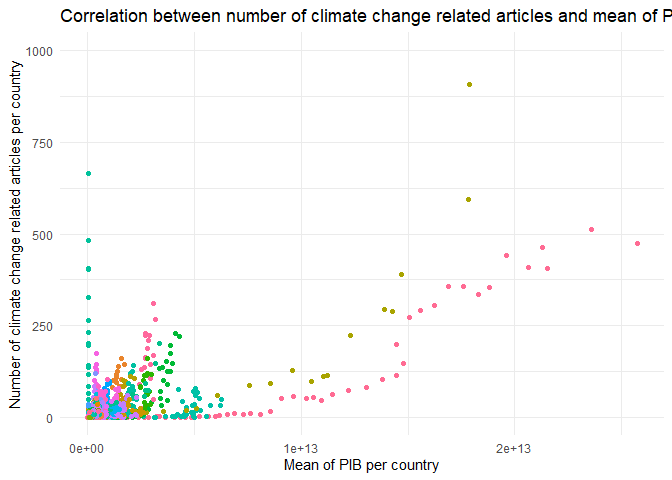 Correlation between number of climate change related articles and mean of P
1000
750
500
250
0
Number of climate change related articles per country
0e+00
1e+13
2e+13
Mean of PIB per country